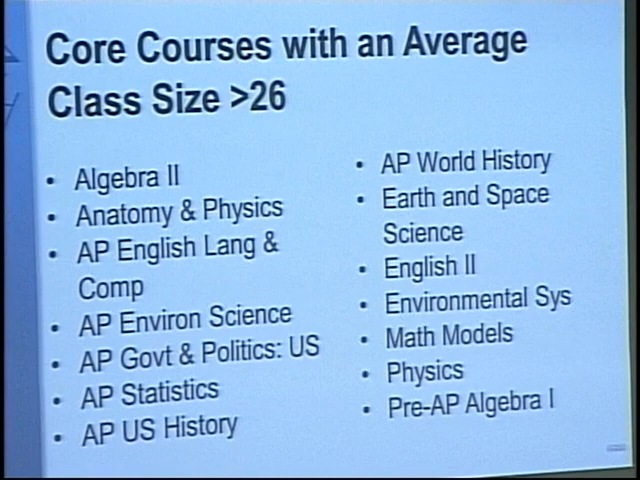 Core Courses with an Average
Class Size >26
• Algebra II
• Anatomy & Physics
• AP English Lang &
Comp
• AP Environ Science
• AP Govt & Politics: US
• AP Statistics
• AP US History
• AP World History
• Earth and Space
Science
• English II
• Environmental Sys
• Math Models
• Physics
• Pre-AP Algebra I